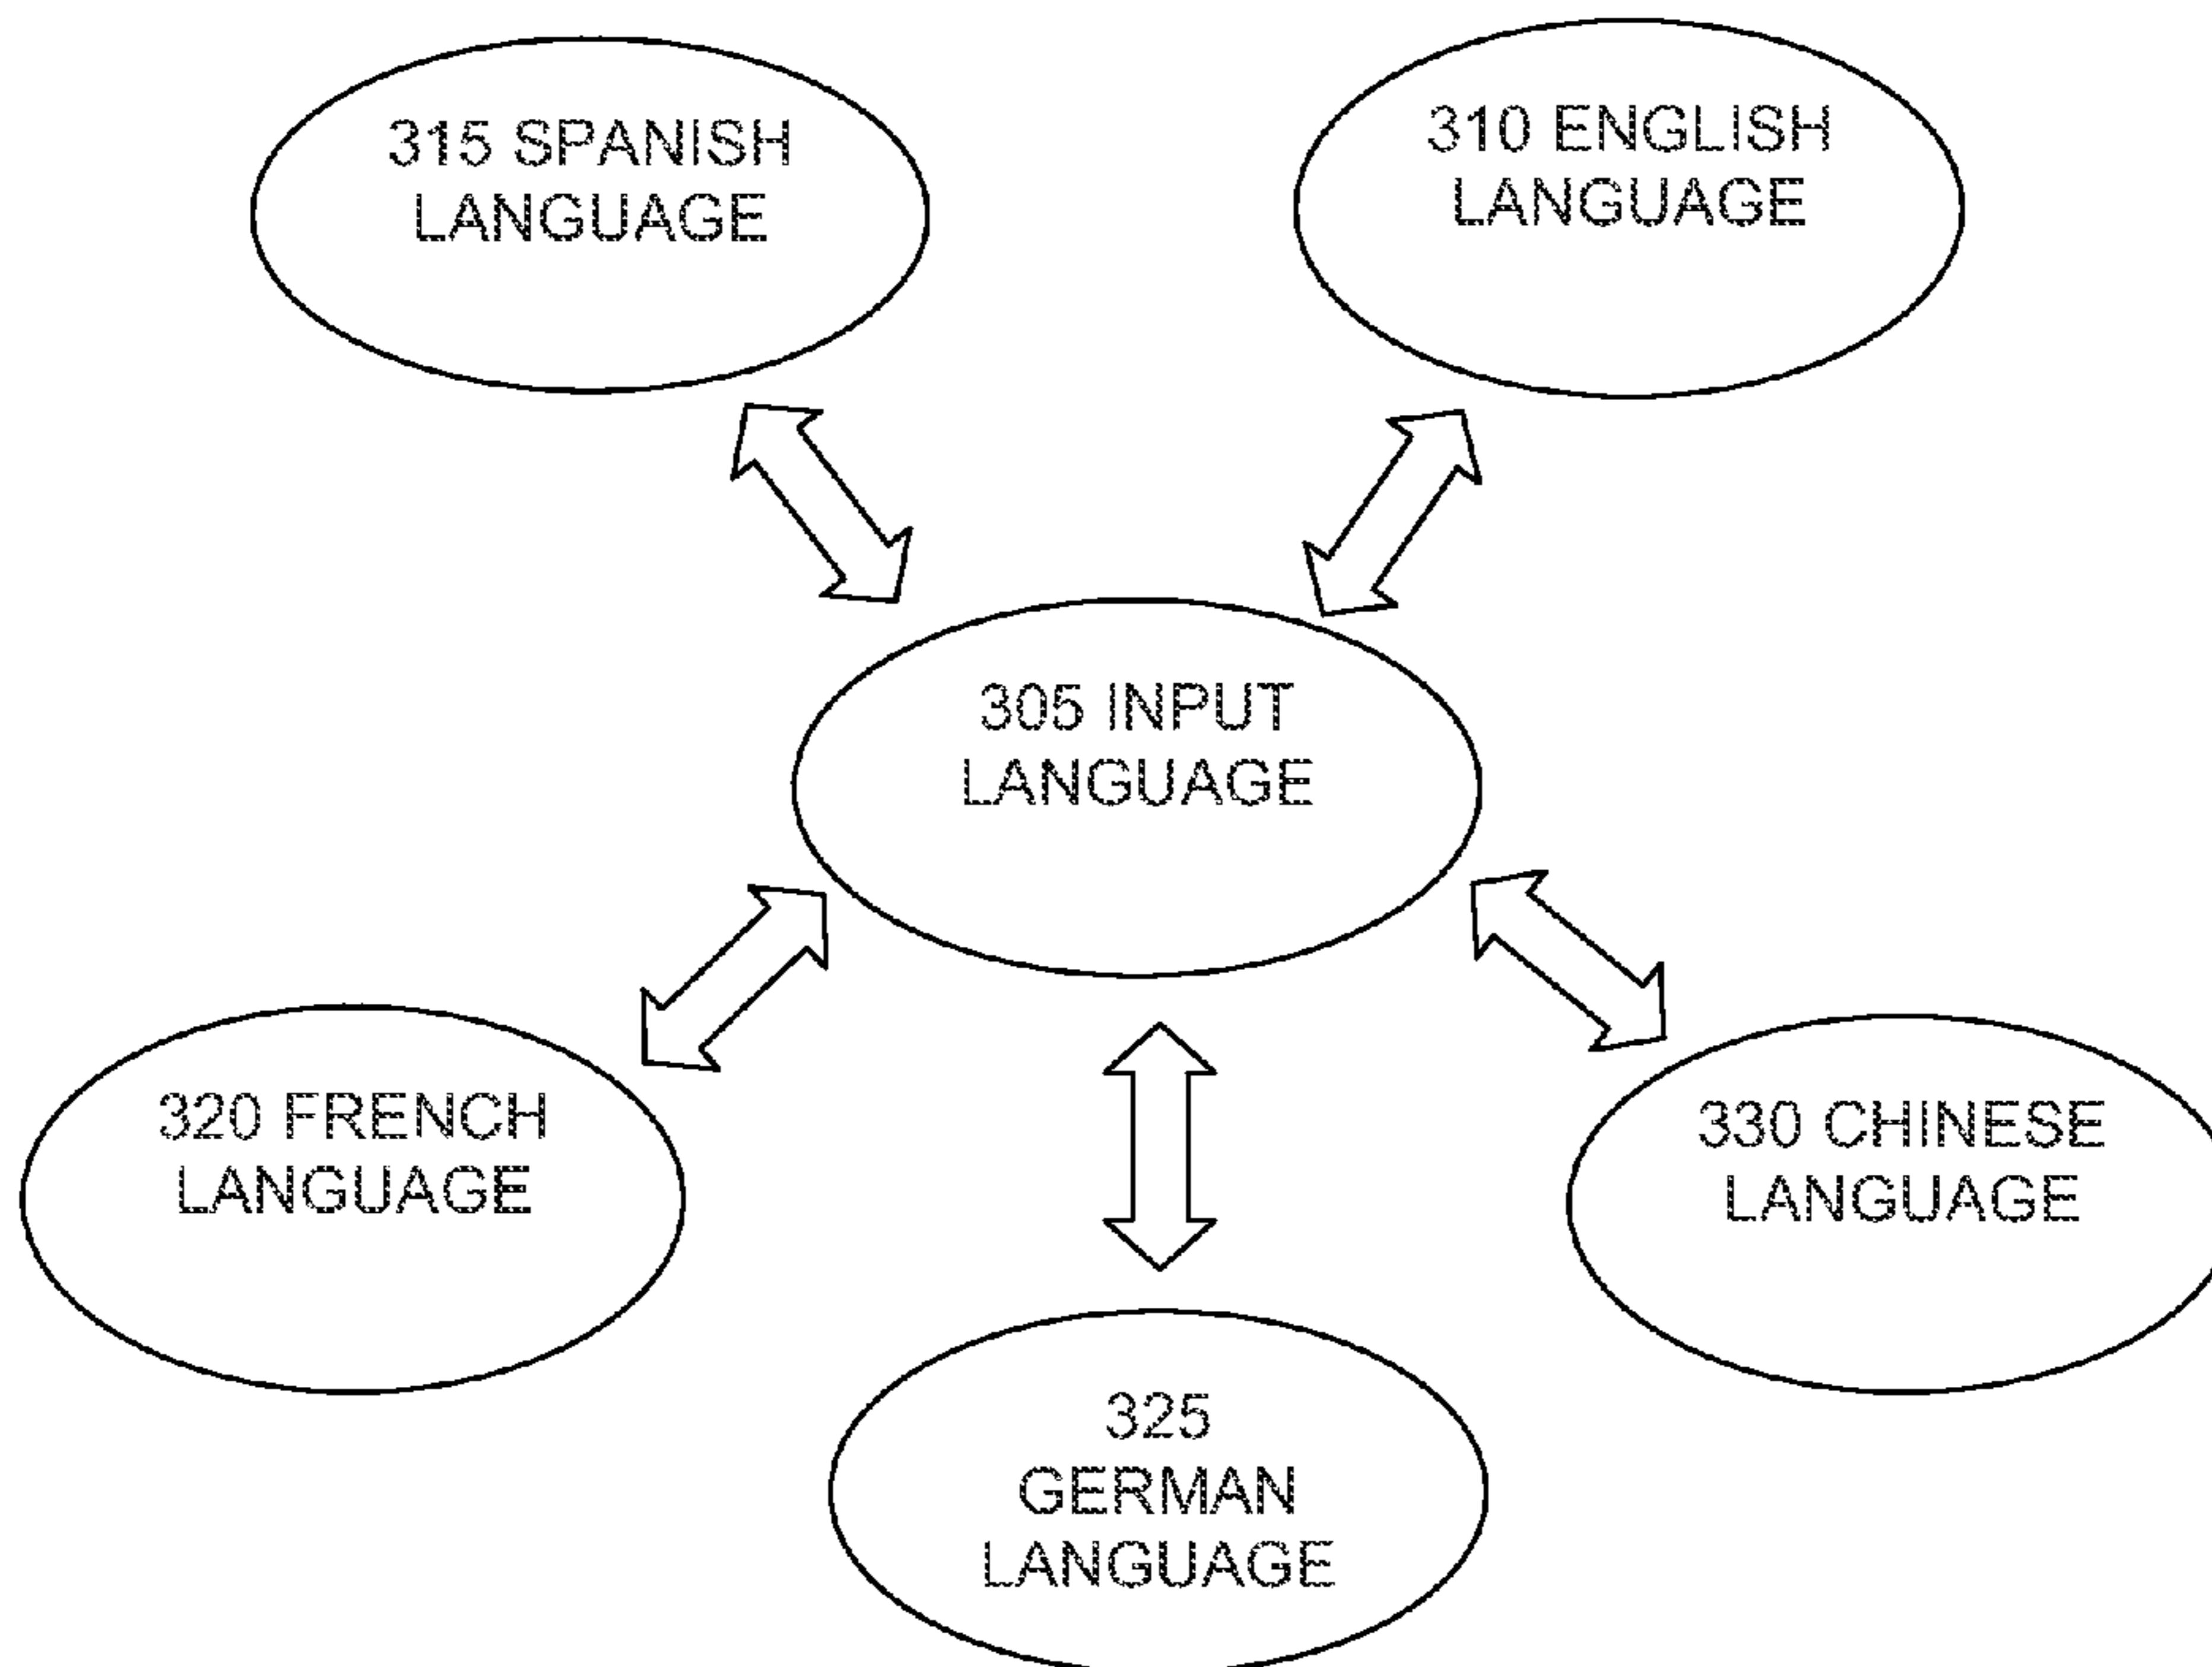 315 SPANISH
LANGUAGE
310 ENGLISH
LANGUAGE
305 INPUT
LANGUAGE
320 FRENCH
LANGUAGE
330 CHINESE
LANGUAGE
325
GERMAN
LANGUAGE